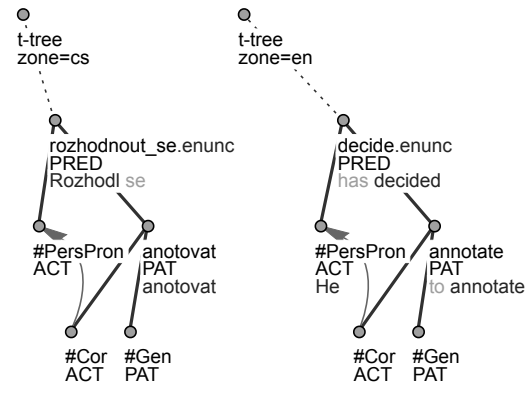 t-tree
zone=cs
rozhodnout_se.enunc
PRED
Rozhodl se
#PersPron
ACT
anotovat
PAT
anotovat
#Cor
ACT
#Gen
PAT
t-tree
zone=en
decide.enunc
PRED
has decided
#PersPron
ACT
He
annotate
PAT
to annotate
#Cor
ACT
#Gen
PAT